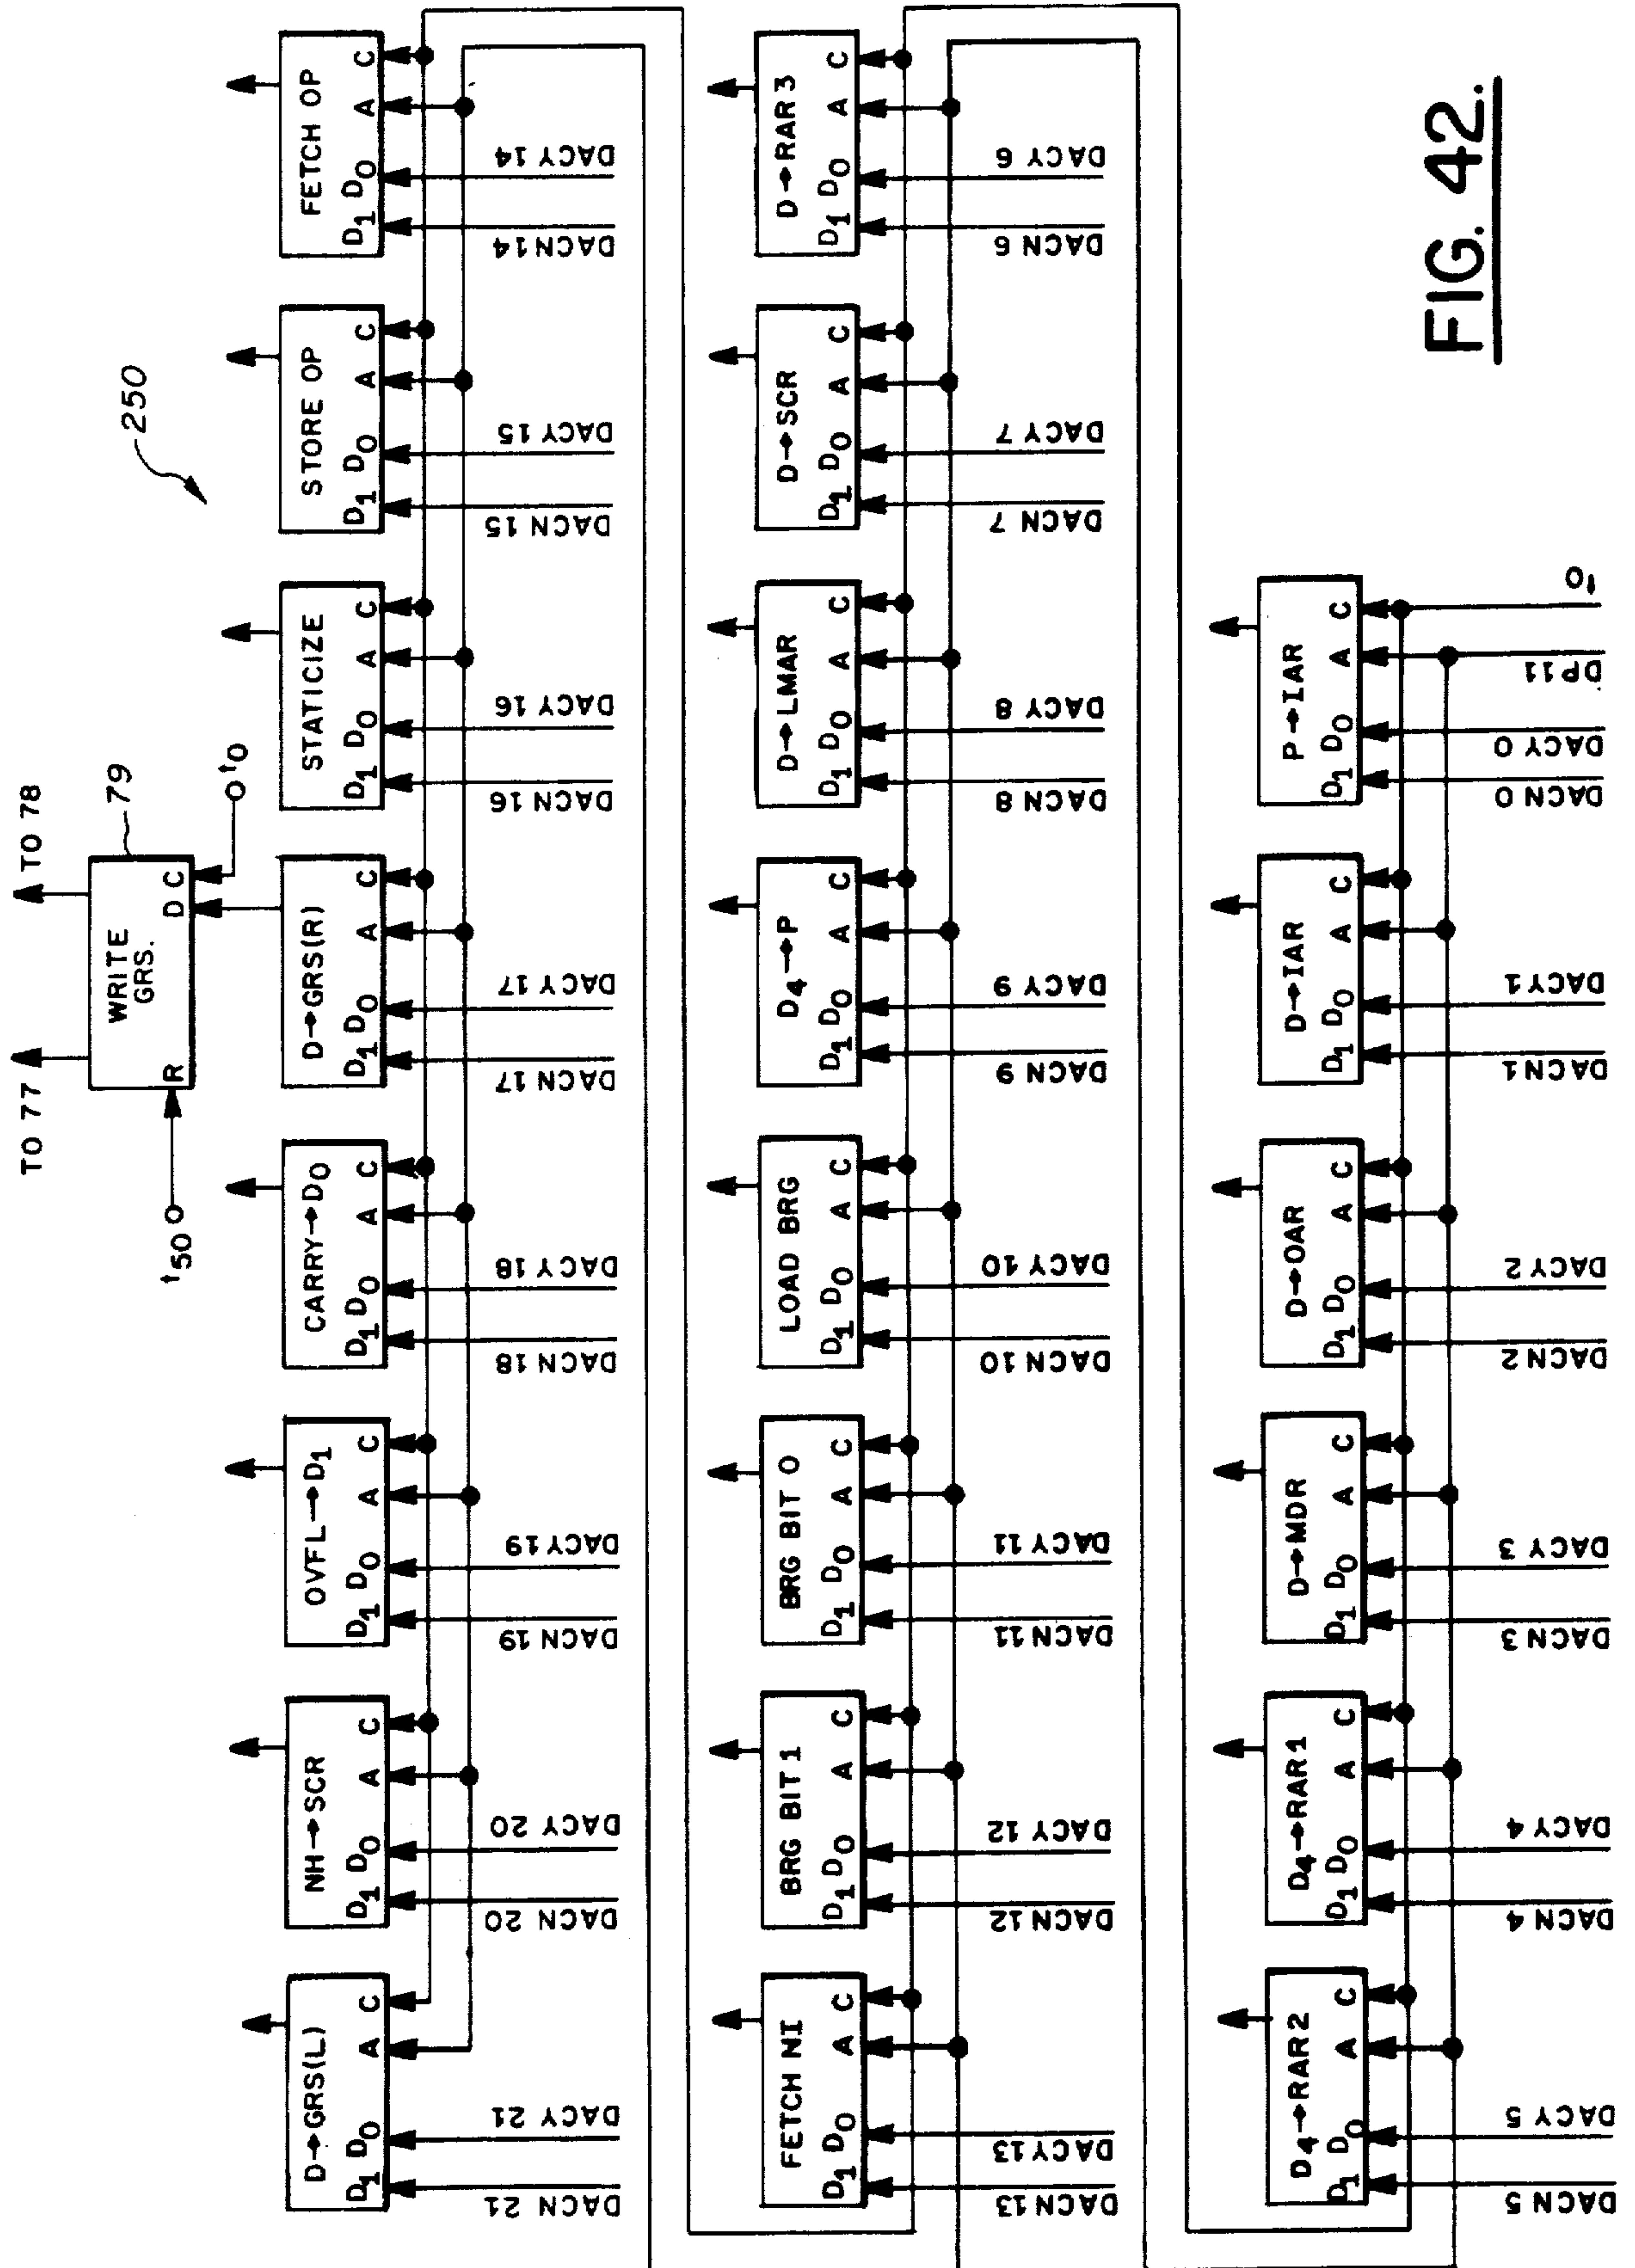 TO 77
TO 78
WRITE
GRS.
79
R
D C
t50
t0
250
D→GRS(L)
D1 D0 A C
DACN 21
DACY 21
NH→SCR
D1 D0 A C
DACN 20
DACY 20
OVFL→D1
D1 D0 A C
DACN 19
DACY 19
CARRY→D0
D1 D0 A C
DACN 18
DACY 18
D→GRS(R)
D1 D0 A C
DACN 17
DACY 17
STATICIZE
D1 D0 A C
DACN 16
DACY 16
STORE OP
D1 D0 A C
DACN 15
DACY 15
FETCH OP
D1 D0 A C
DACN 14
DACY 14
FETCH NI
D1 D0 A C
DACN 13
DACY 13
BRG BIT 1
D1 D0 A C
DACN 12
DACY 12
BRG BIT 0
D1 D0 A C
DACN 11
DACY 11
LOAD BRG
D1 D0 A C
DACN 10
DACY 10
D4→P
D1 D0 A C
DACN 9
DACY 9
D→LMAR
D1 D0 A C
DACN 8
DACY 8
D→SCR
D1 D0 A C
DACN 7
DACY 7
D→RAR 3
D1 D0 A C
DACN 6
DACY 6
D4→RAR2
D1 D0 A C
DACN 5
DACY 5
D4→RAR1
D1 D0 A C
DACN 4
DACY 4
D→MDR
D1 D0 A C
DACN 3
DACY 3
D→OAR
D1 D0 A C
DACN 2
DACY 2
D→IAR
D1 D0 A C
DACN 1
DACY 1
P→IAR
D1 D0 A C
DACN 0
DACY 0
DP11
t0
FIG. 42.